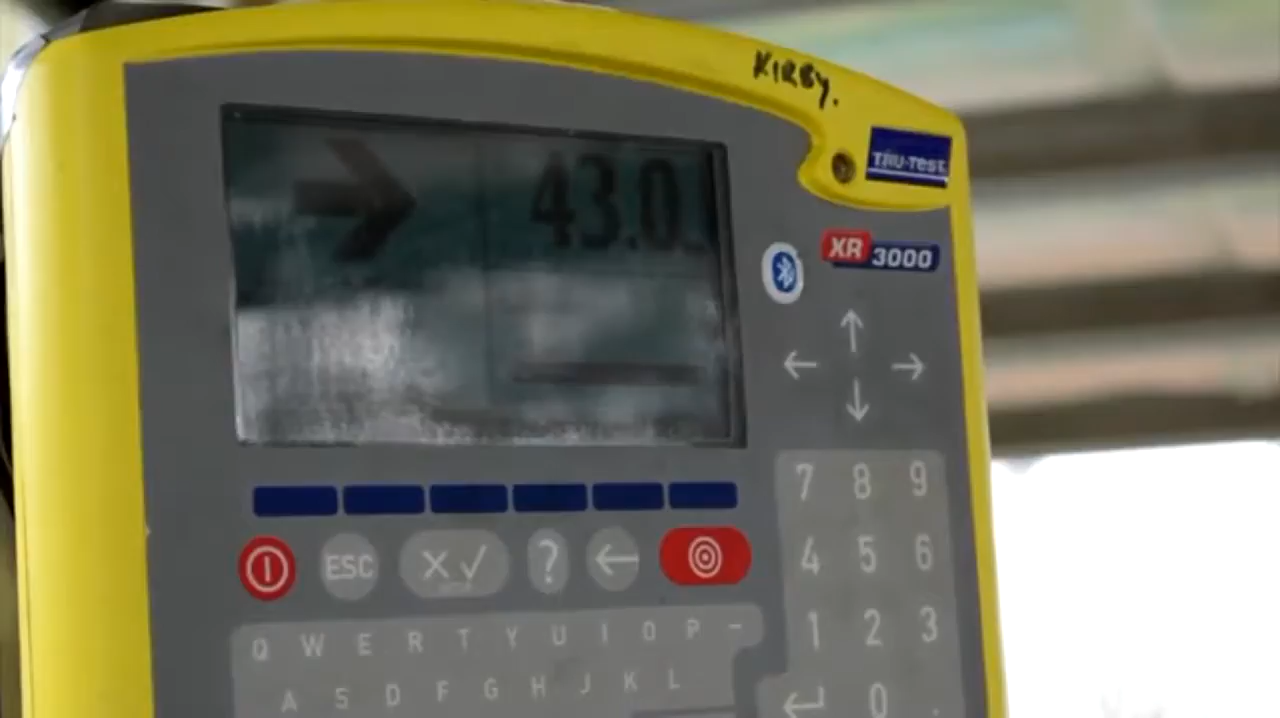 KIRBY.
TRU-TEST
43.0
XR 3000
7 8 9
ESC X ✓ ? ←
4 5 6
Q W E R T Y U I O P -
1 2 3
A S D F G H J K L
0 .